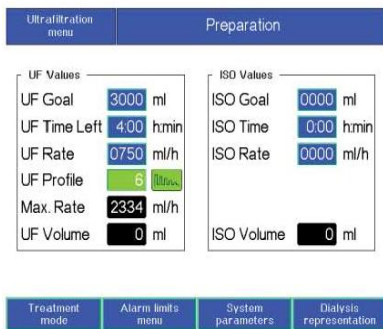 Ultrafiltration menu
Preparation
UF Values
UF Goal 3000 ml
UF Time Left 4:00 h:min
UF Rate 0750 ml/h
UF Profile 6
Max. Rate 2334 ml/h
UF Volume 0 ml
ISO Values
ISO Goal 0000 ml
ISO Time 0:00 h:min
ISO Rate 0000 ml/h
ISO Volume 0 ml
Treatment mode
Alarm limits menu
System parameters
Dialysis representation